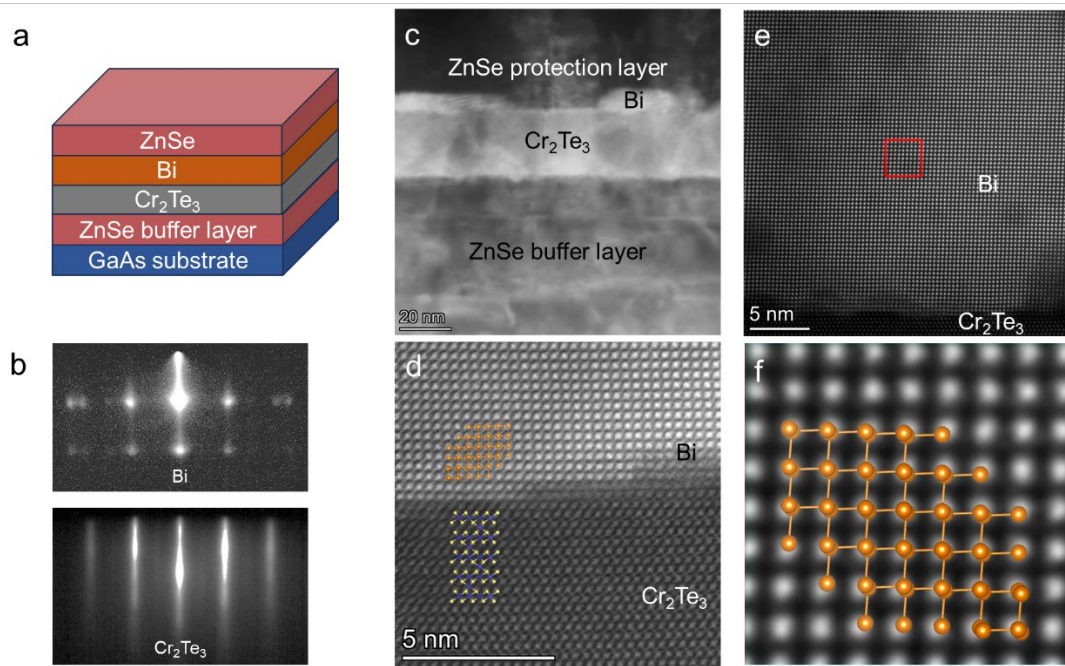 a
ZnSe
Bi
Cr₂Te₃
ZnSe buffer layer
GaAs substrate
b
Bi
Cr₂Te₃
c
ZnSe protection layer
Bi
Cr₂Te₃
ZnSe buffer layer
20 nm
d
Bi
Cr₂Te₃
5 nm
e
Bi
5 nm
Cr₂Te₃
f